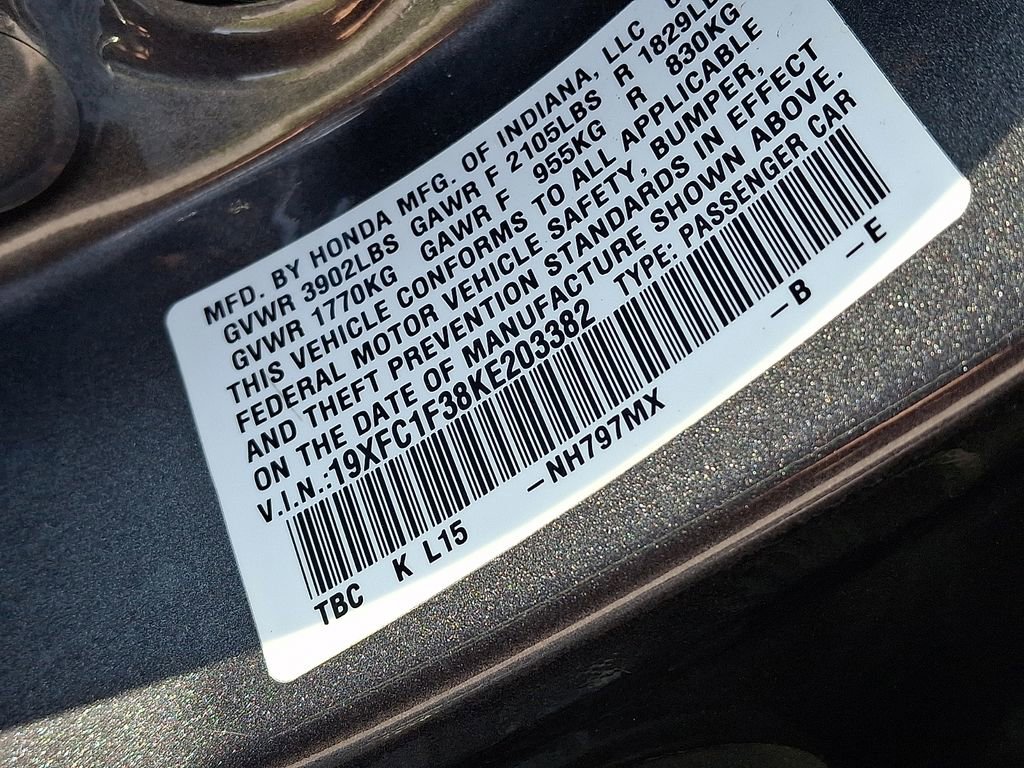 MFD. BY HONDA MFG. OF INDIANA, LLC
GVWR 3902LBS GAWR F 2105LBS R 1829LB
GVWR 1770KG GAWR F 955KG R 830KG
THIS VEHICLE CONFORMS TO ALL APPLICABLE
FEDERAL MOTOR VEHICLE SAFETY, BUMPER,
AND THEFT PREVENTION STANDARDS IN EFFECT
ON THE DATE OF MANUFACTURE SHOWN ABOVE.
V.I.N.:19XFC1F38KE203382 TYPE: PASSENGER CAR
TBC K L15 –NH797MX –B –E